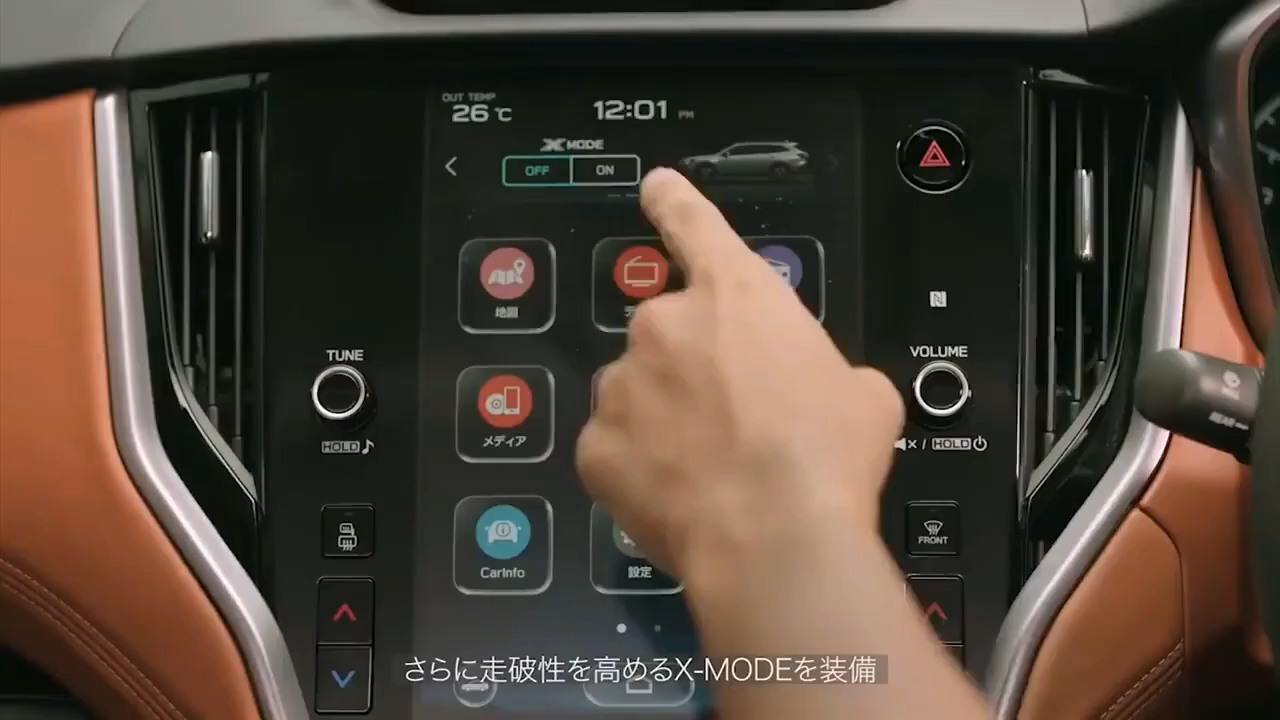 OUT TEMP
26℃
12:01 PM
X MODE
OFF ON
地図
TUNE
VOLUME
HOLD
メディア
/ HOLD
REAR
FRONT
CarInfo
設定
さらに走破性を高めるX-MODEを装備